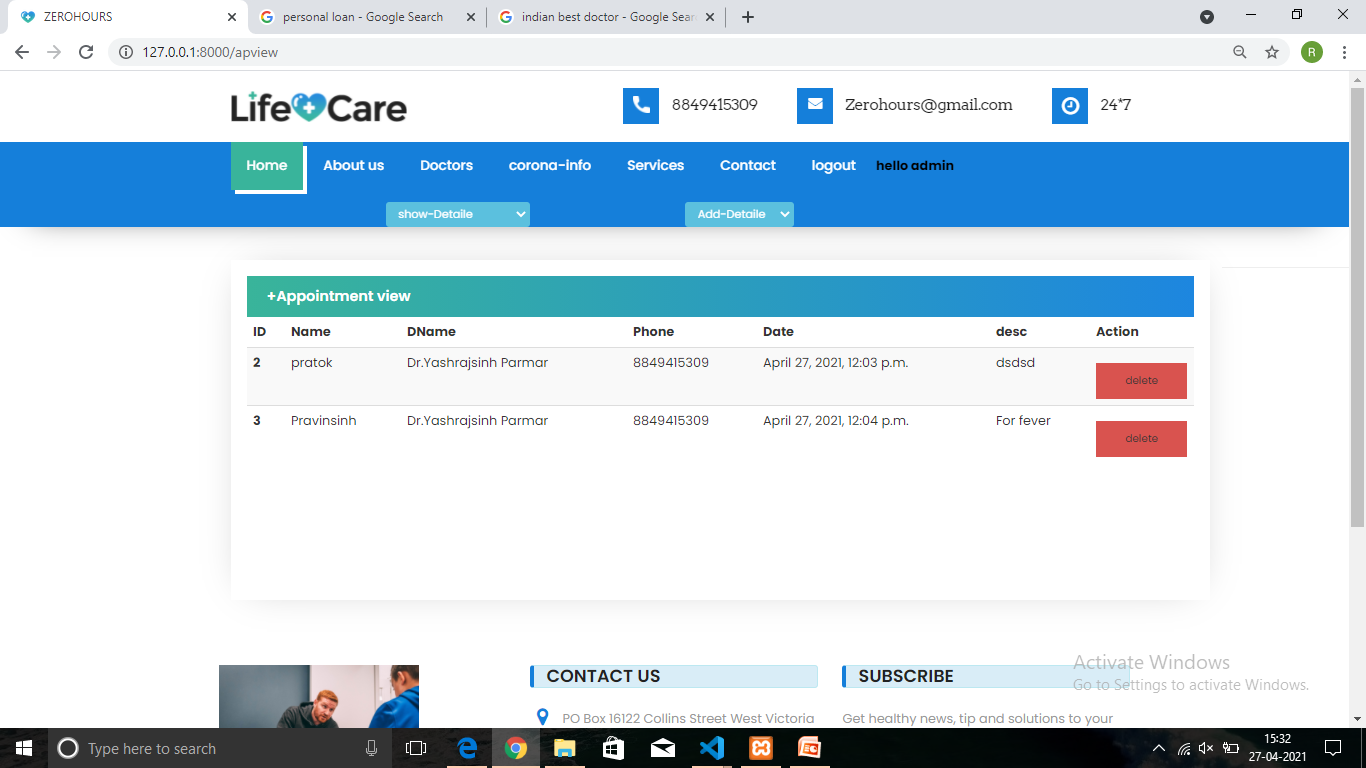 ZEROHOURS
personal loan - Google Search
indian best doctor - Google Sear
127.0.0.1:8000/apview
R
Life Care
8849415309
Zerohours@gmail.com
24*7
Home About us Doctors corona-info Services Contact logout hello admin
show-Detaile Add-Detaile
+Appointment view
ID Name DName Phone Date desc Action
2 pratok Dr.Yashrajsinh Parmar 8849415309 April 27, 2021, 12:03 p.m. dsdsd delete
3 Pravinsinh Dr.Yashrajsinh Parmar 8849415309 April 27, 2021, 12:04 p.m. For fever delete
CONTACT US
PO Box 16122 Collins Street West Victoria
SUBSCRIBE
Get healthy news, tip and solutions to your
Activate Windows
Go to Settings to activate Windows.
Type here to search
15:32
27-04-2021